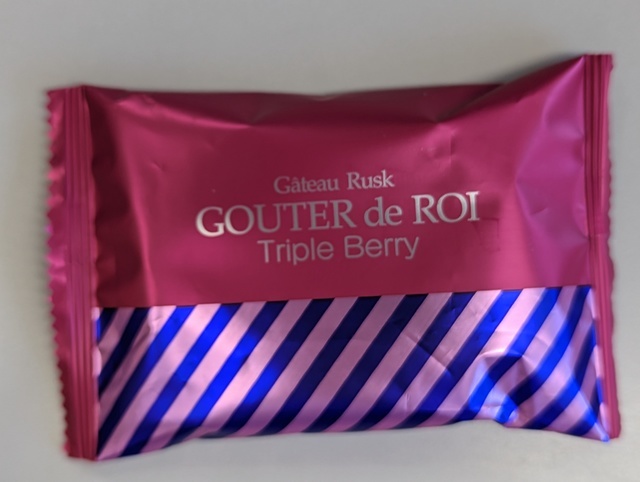 Gâteau Rusk
GOUTER de ROI
Triple Berry